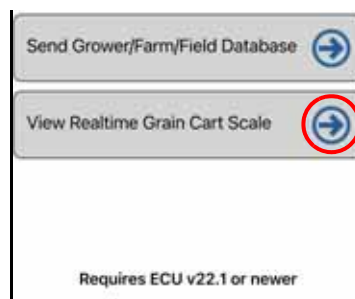 Send Grower/Farm/Field Database
View Realtime Grain Cart Scale
Requires ECU v22.1 or newer